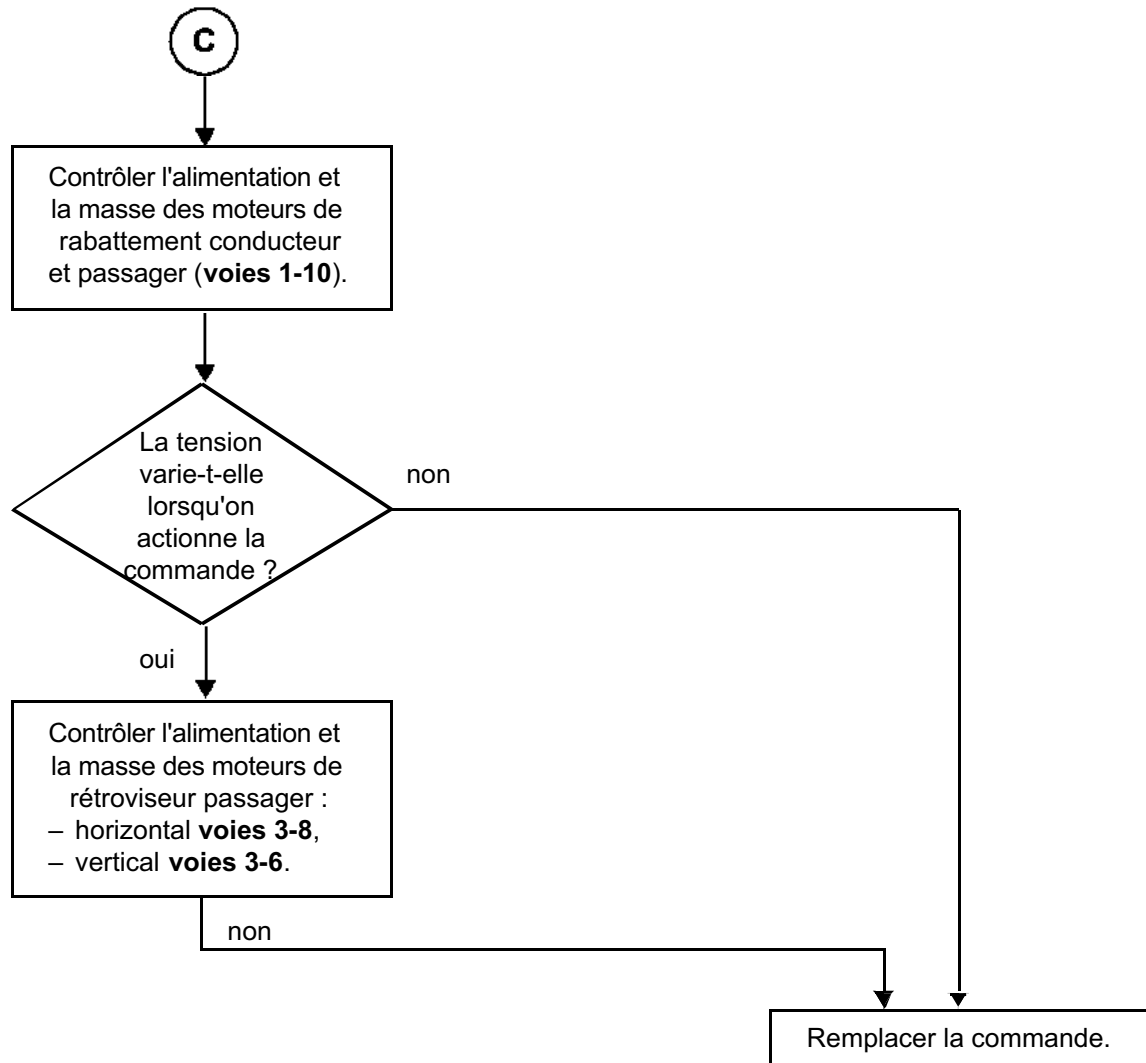 C
Contrôler l'alimentation et
la masse des moteurs de
rabattement conducteur
et passager (voies 1-10).
La tension
varie-t-elle
lorsqu'on
actionne la
commande ?
non
oui
Contrôler l'alimentation et
la masse des moteurs de
rétroviseur passager :
– horizontal voies 3-8,
– vertical voies 3-6.
non
Remplacer la commande.